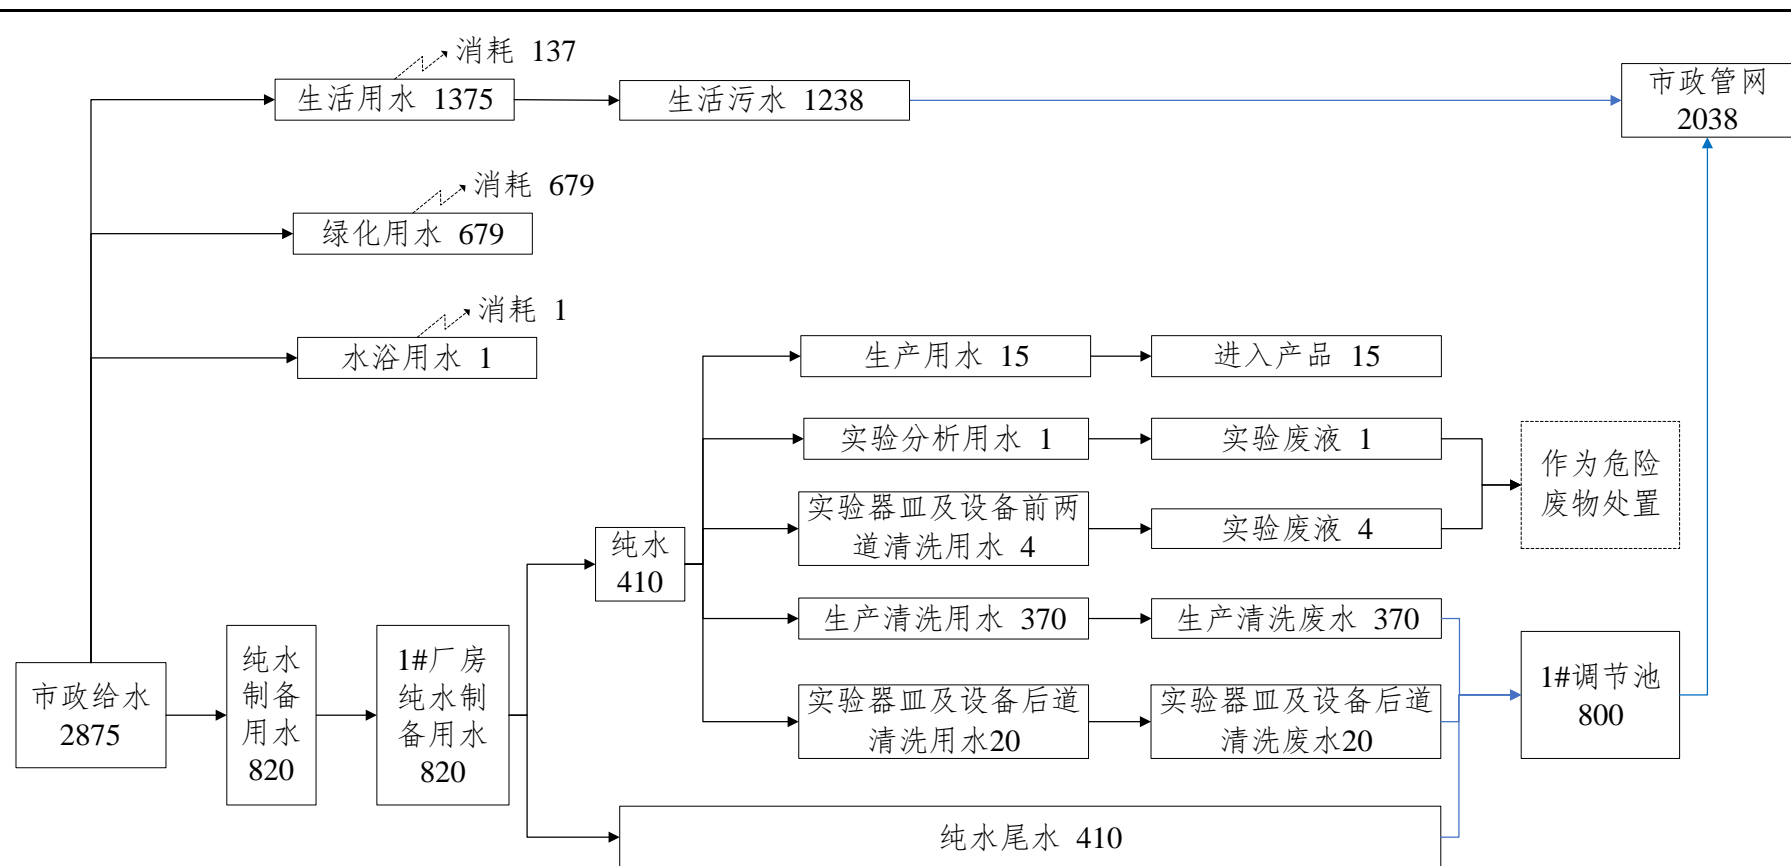 消耗 137
生活用水 1375
生活污水 1238
市政管网
2038
消耗 679
绿化用水 679
消耗 1
水浴用水 1
生产用水 15
进入产品 15
实验分析用水 1
实验废液 1
作为危险
废物处置
实验器皿及设备前两
道清洗用水 4
实验废液 4
纯水
410
生产清洗用水 370
生产清洗废水 370
市政给水
2875
纯水
制备
用水
820
1#厂房
纯水制
备用水
820
实验器皿及设备后道
清洗用水20
实验器皿及设备后道
清洗废水20
1#调节池
800
纯水尾水 410